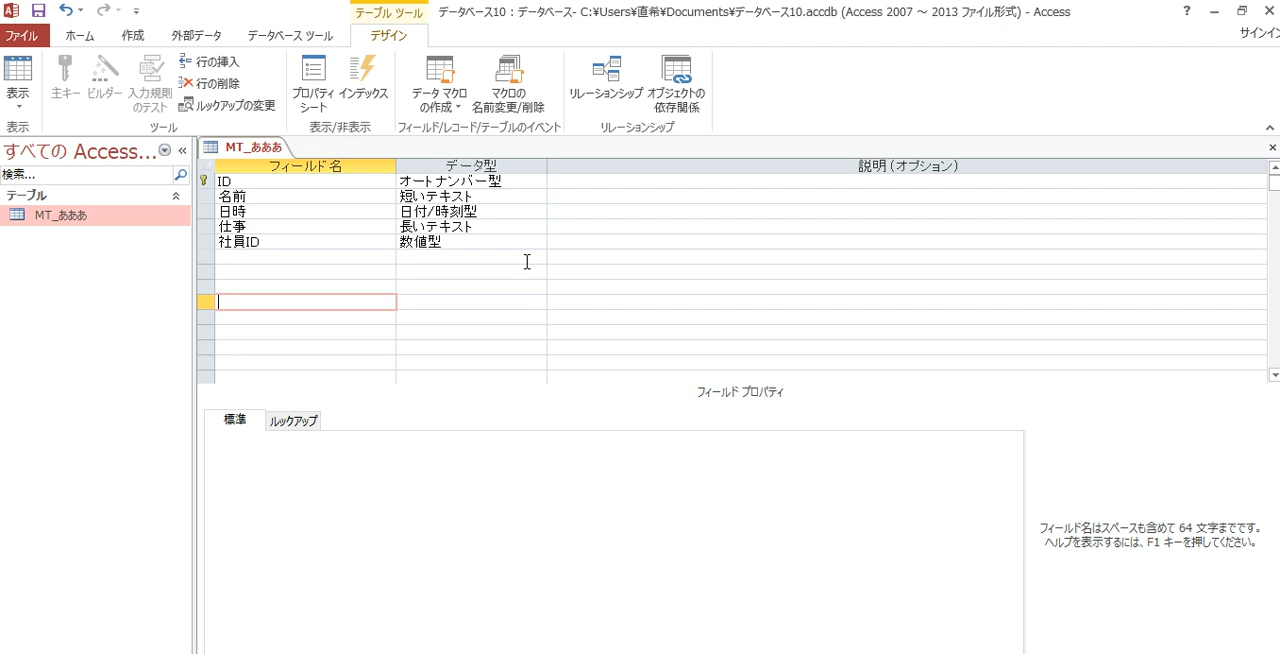 テーブル ツール
データベース10 : データベース- C:¥Users¥直希¥Documents¥データベース10.accdb (Access 2007 ～ 2013 ファイル形式) - Access
?
ファイル
ホーム
作成
外部データ
データベース ツール
デザイン
サインイン
表示
主キー
ビルダー
入力規則
のテスト
行の挿入
行の削除
ルックアップの変更
プロパティ
シート
インデックス
データ マクロ
の作成
マクロの
名前変更/削除
リレーションシップ
オブジェクトの
依存関係
表示
ツール
表示/非表示
フィールド/レコード/テーブルのイベント
リレーションシップ
すべての Access...
検索...
テーブル
MT_あああ
MT_あああ
フィールド名 データ型 説明(オプション)
ID オートナンバー型
名前 短いテキスト
日時 日付/時刻型
仕事 長いテキスト
社員ID 数値型
フィールド プロパティ
標準
ルックアップ
フィールド名はスペースも含めて 64 文字までです。
ヘルプを表示するには、F1 キーを押してください。